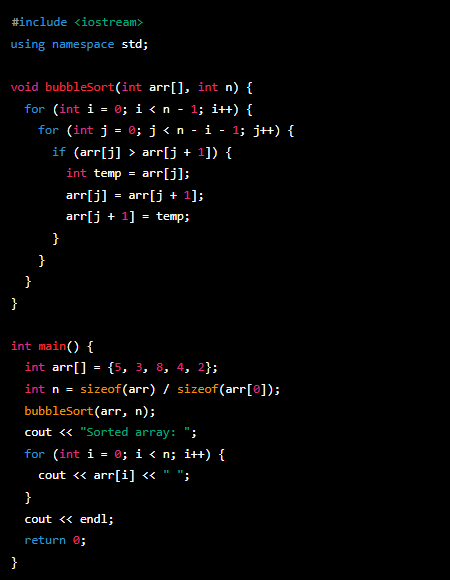 #include <iostream>
using namespace std;

void bubbleSort(int arr[], int n) {
  for (int i = 0; i < n - 1; i++) {
    for (int j = 0; j < n - i - 1; j++) {
      if (arr[j] > arr[j + 1]) {
        int temp = arr[j];
        arr[j] = arr[j + 1];
        arr[j + 1] = temp;
      }
    }
  }
}

int main() {
  int arr[] = {5, 3, 8, 4, 2};
  int n = sizeof(arr) / sizeof(arr[0]);
  bubbleSort(arr, n);
  cout << "Sorted array: ";
  for (int i = 0; i < n; i++) {
    cout << arr[i] << " ";
  }
  cout << endl;
  return 0;
}